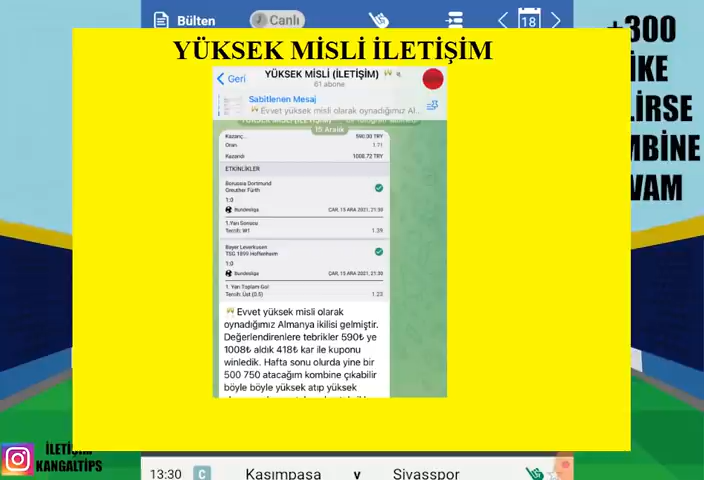 Bülten
Canlı
18
+300
YÜKSEK MİSLİ İLETİŞİM
Geri
YÜKSEK MİSLİ (İLETİŞİM)
61 abone
Sabitlenen Mesaj
Evvet yüksek misli olarak oynadığımız Al...
15 Aralık
Kazanç
590.00 TRY
Oran
1.71
Kazandı
1008.72 TRY
ETKİNLİKLER
Borussia Dortmund
Greuther Fürth
1:0
Bundesliga
ÇAR, 15 ARA 2021, 21:30
1.Yarı Sonucu
Tercih: W1
1.39
Bayer Leverkusen
TSG 1899 Hoffenheim
1:0
Bundesliga
ÇAR, 15 ARA 2021, 21:30
1. Yarı Toplam Gol
Tercih: Üst (0.5)
1.23
Evvet yüksek misli olarak
oynadığımız Almanya ikilisi gelmiştir.
Değerlendirenlere tebrikler 590₺ ye
1008₺ aldık 418₺ kar ile kuponu
winledik. Hafta sonu olurda yine bir
500 750 atacağım kombine çıkabilir
böyle böyle yüksek atıp yüksek
İKE
LİRSE
MBİNE
VAM
İLETİŞİM
KANGALTİPS
13:30
C
Kasımpaşa
v
Sivasspor